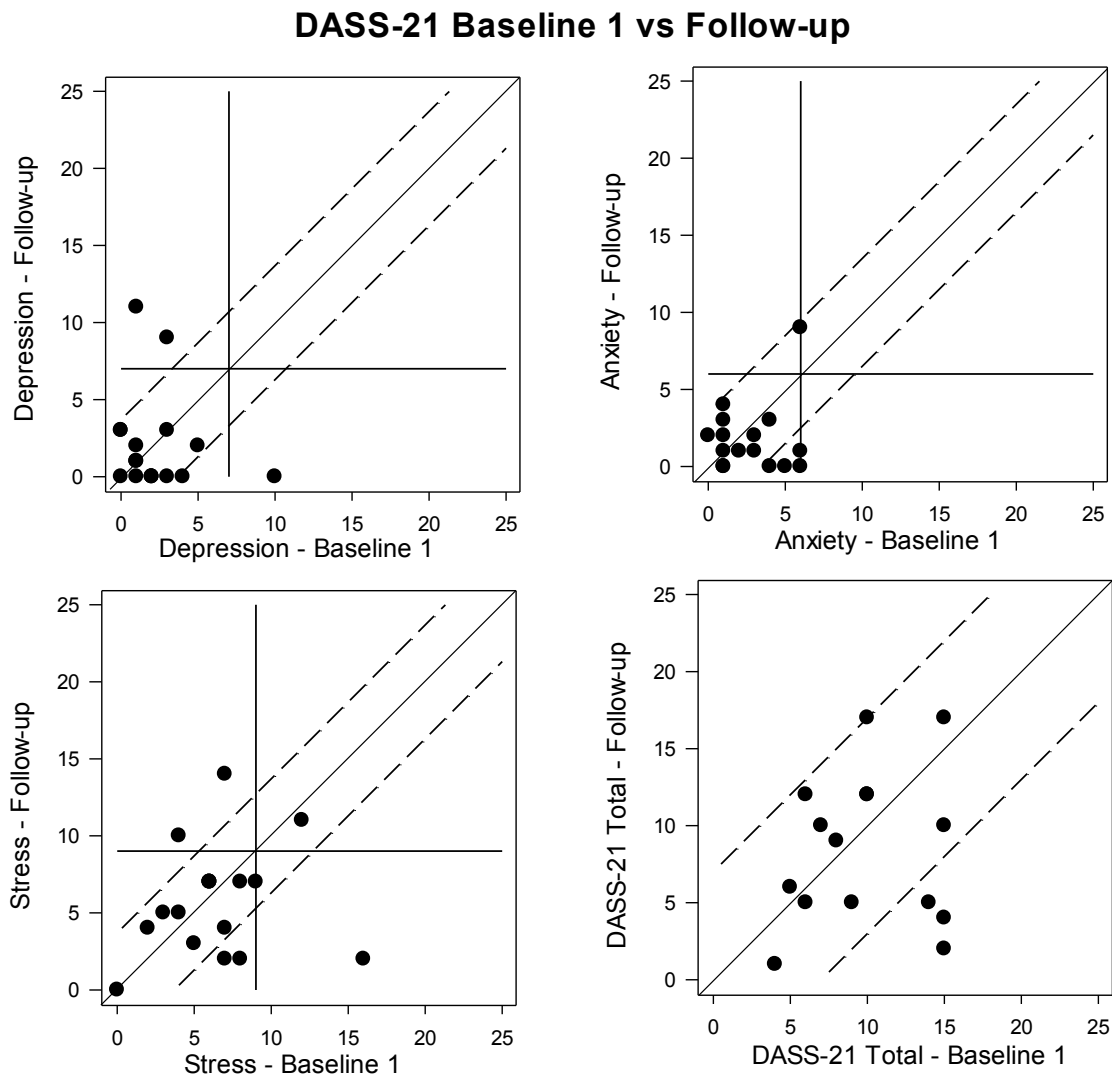 DASS-21 Baseline 1 vs Follow-up
Depression - Follow-up
25
20
15
10
5
0
0 5 10 15 20 25
Depression - Baseline 1
Anxiety - Follow-up
25
20
15
10
5
0
0 5 10 15 20 25
Anxiety - Baseline 1
Stress - Follow-up
25
20
15
10
5
0
0 5 10 15 20 25
Stress - Baseline 1
DASS-21 Total - Follow-up
25
20
15
10
5
0
0 5 10 15 20 25
DASS-21 Total - Baseline 1